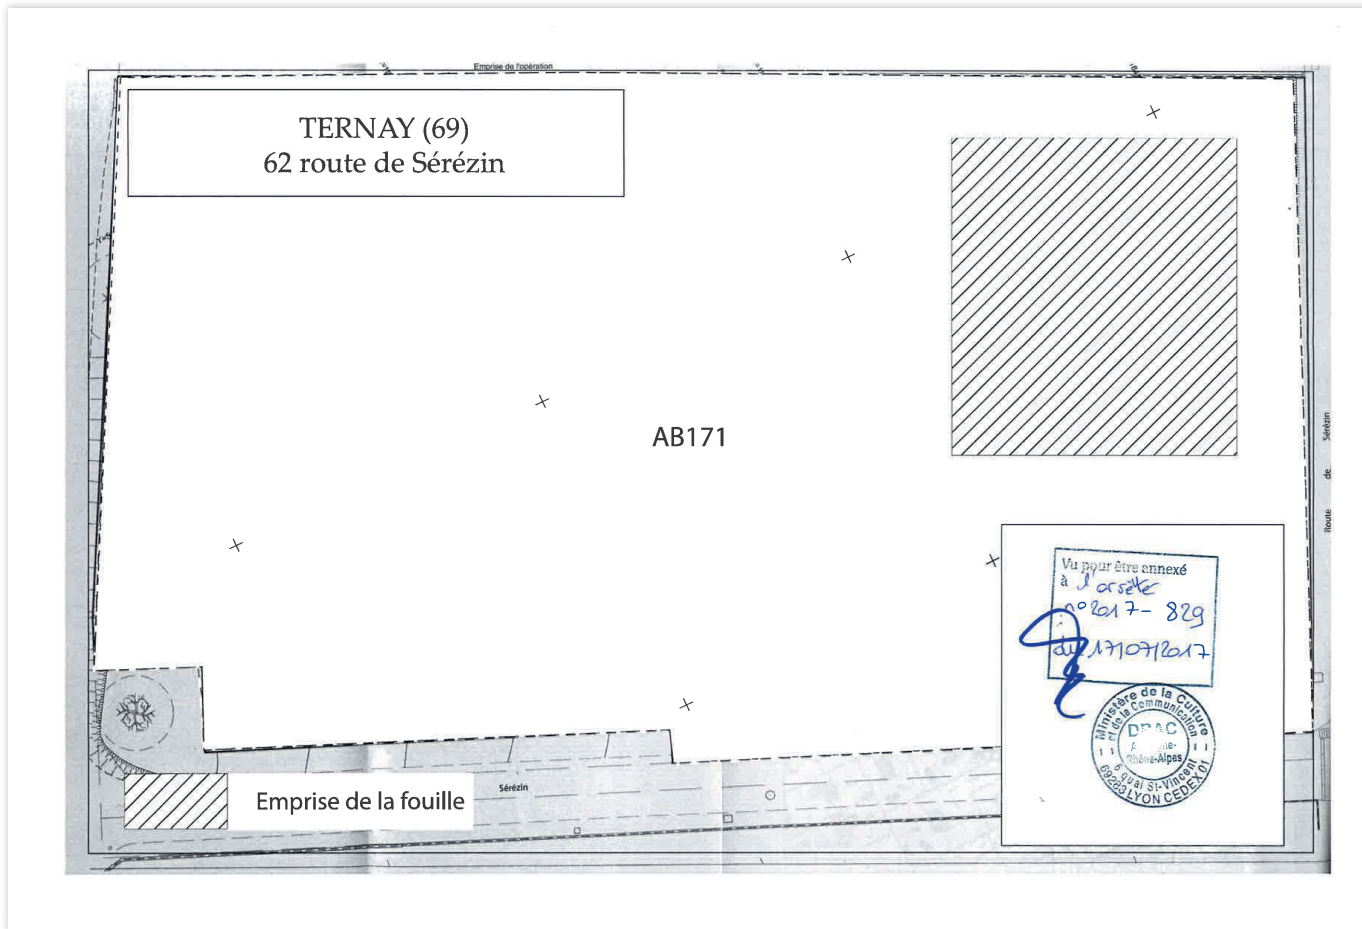 Emprise de l'opération
TERNAY (69)
62 route de Sérézin
AB171
Route de Sérézin
Vu pour être annexé
à l'arrêté
n° 2017- 829
du 17/07/2017
Ministère de la Culture
et de la Communication
DRAC
Rhône-Alpes
6 quai St-Vincent
69283 LYON CEDEX 01
Sérézin
Emprise de la fouille